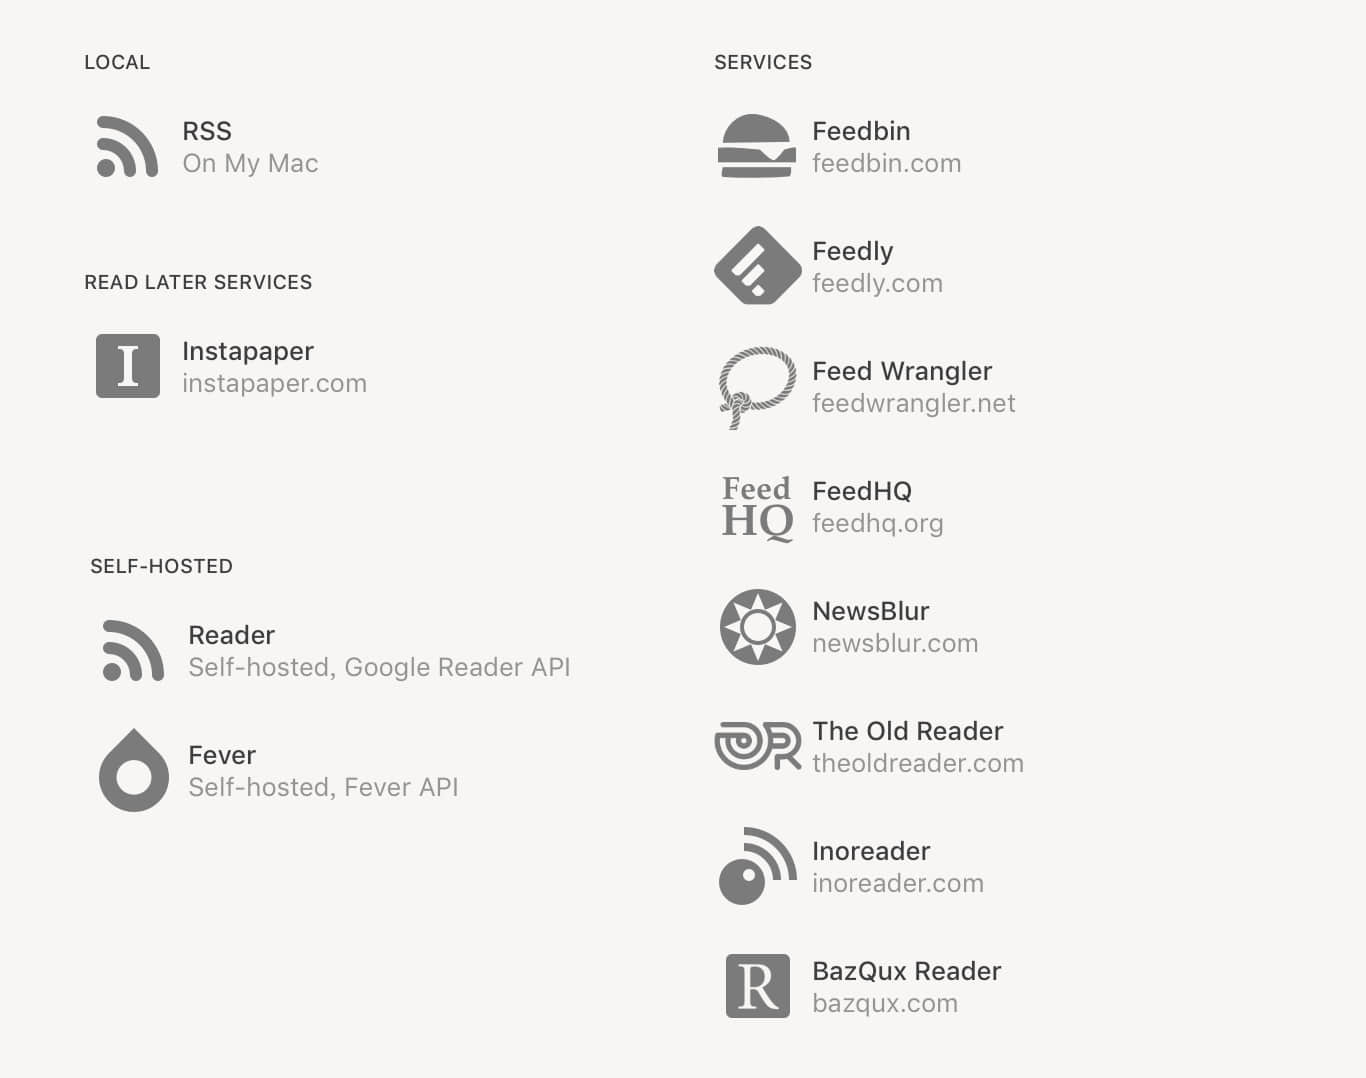 LOCAL
RSS
On My Mac
READ LATER SERVICES
I
Instapaper
instapaper.com
SELF-HOSTED
Reader
Self-hosted, Google Reader API
Fever
Self-hosted, Fever API
SERVICES
Feedbin
feedbin.com
Feedly
feedly.com
Feed Wrangler
feedwrangler.net
Feed
HQ
FeedHQ
feedhq.org
NewsBlur
newsblur.com
The Old Reader
theoldreader.com
Inoreader
inoreader.com
R
BazQux Reader
bazqux.com